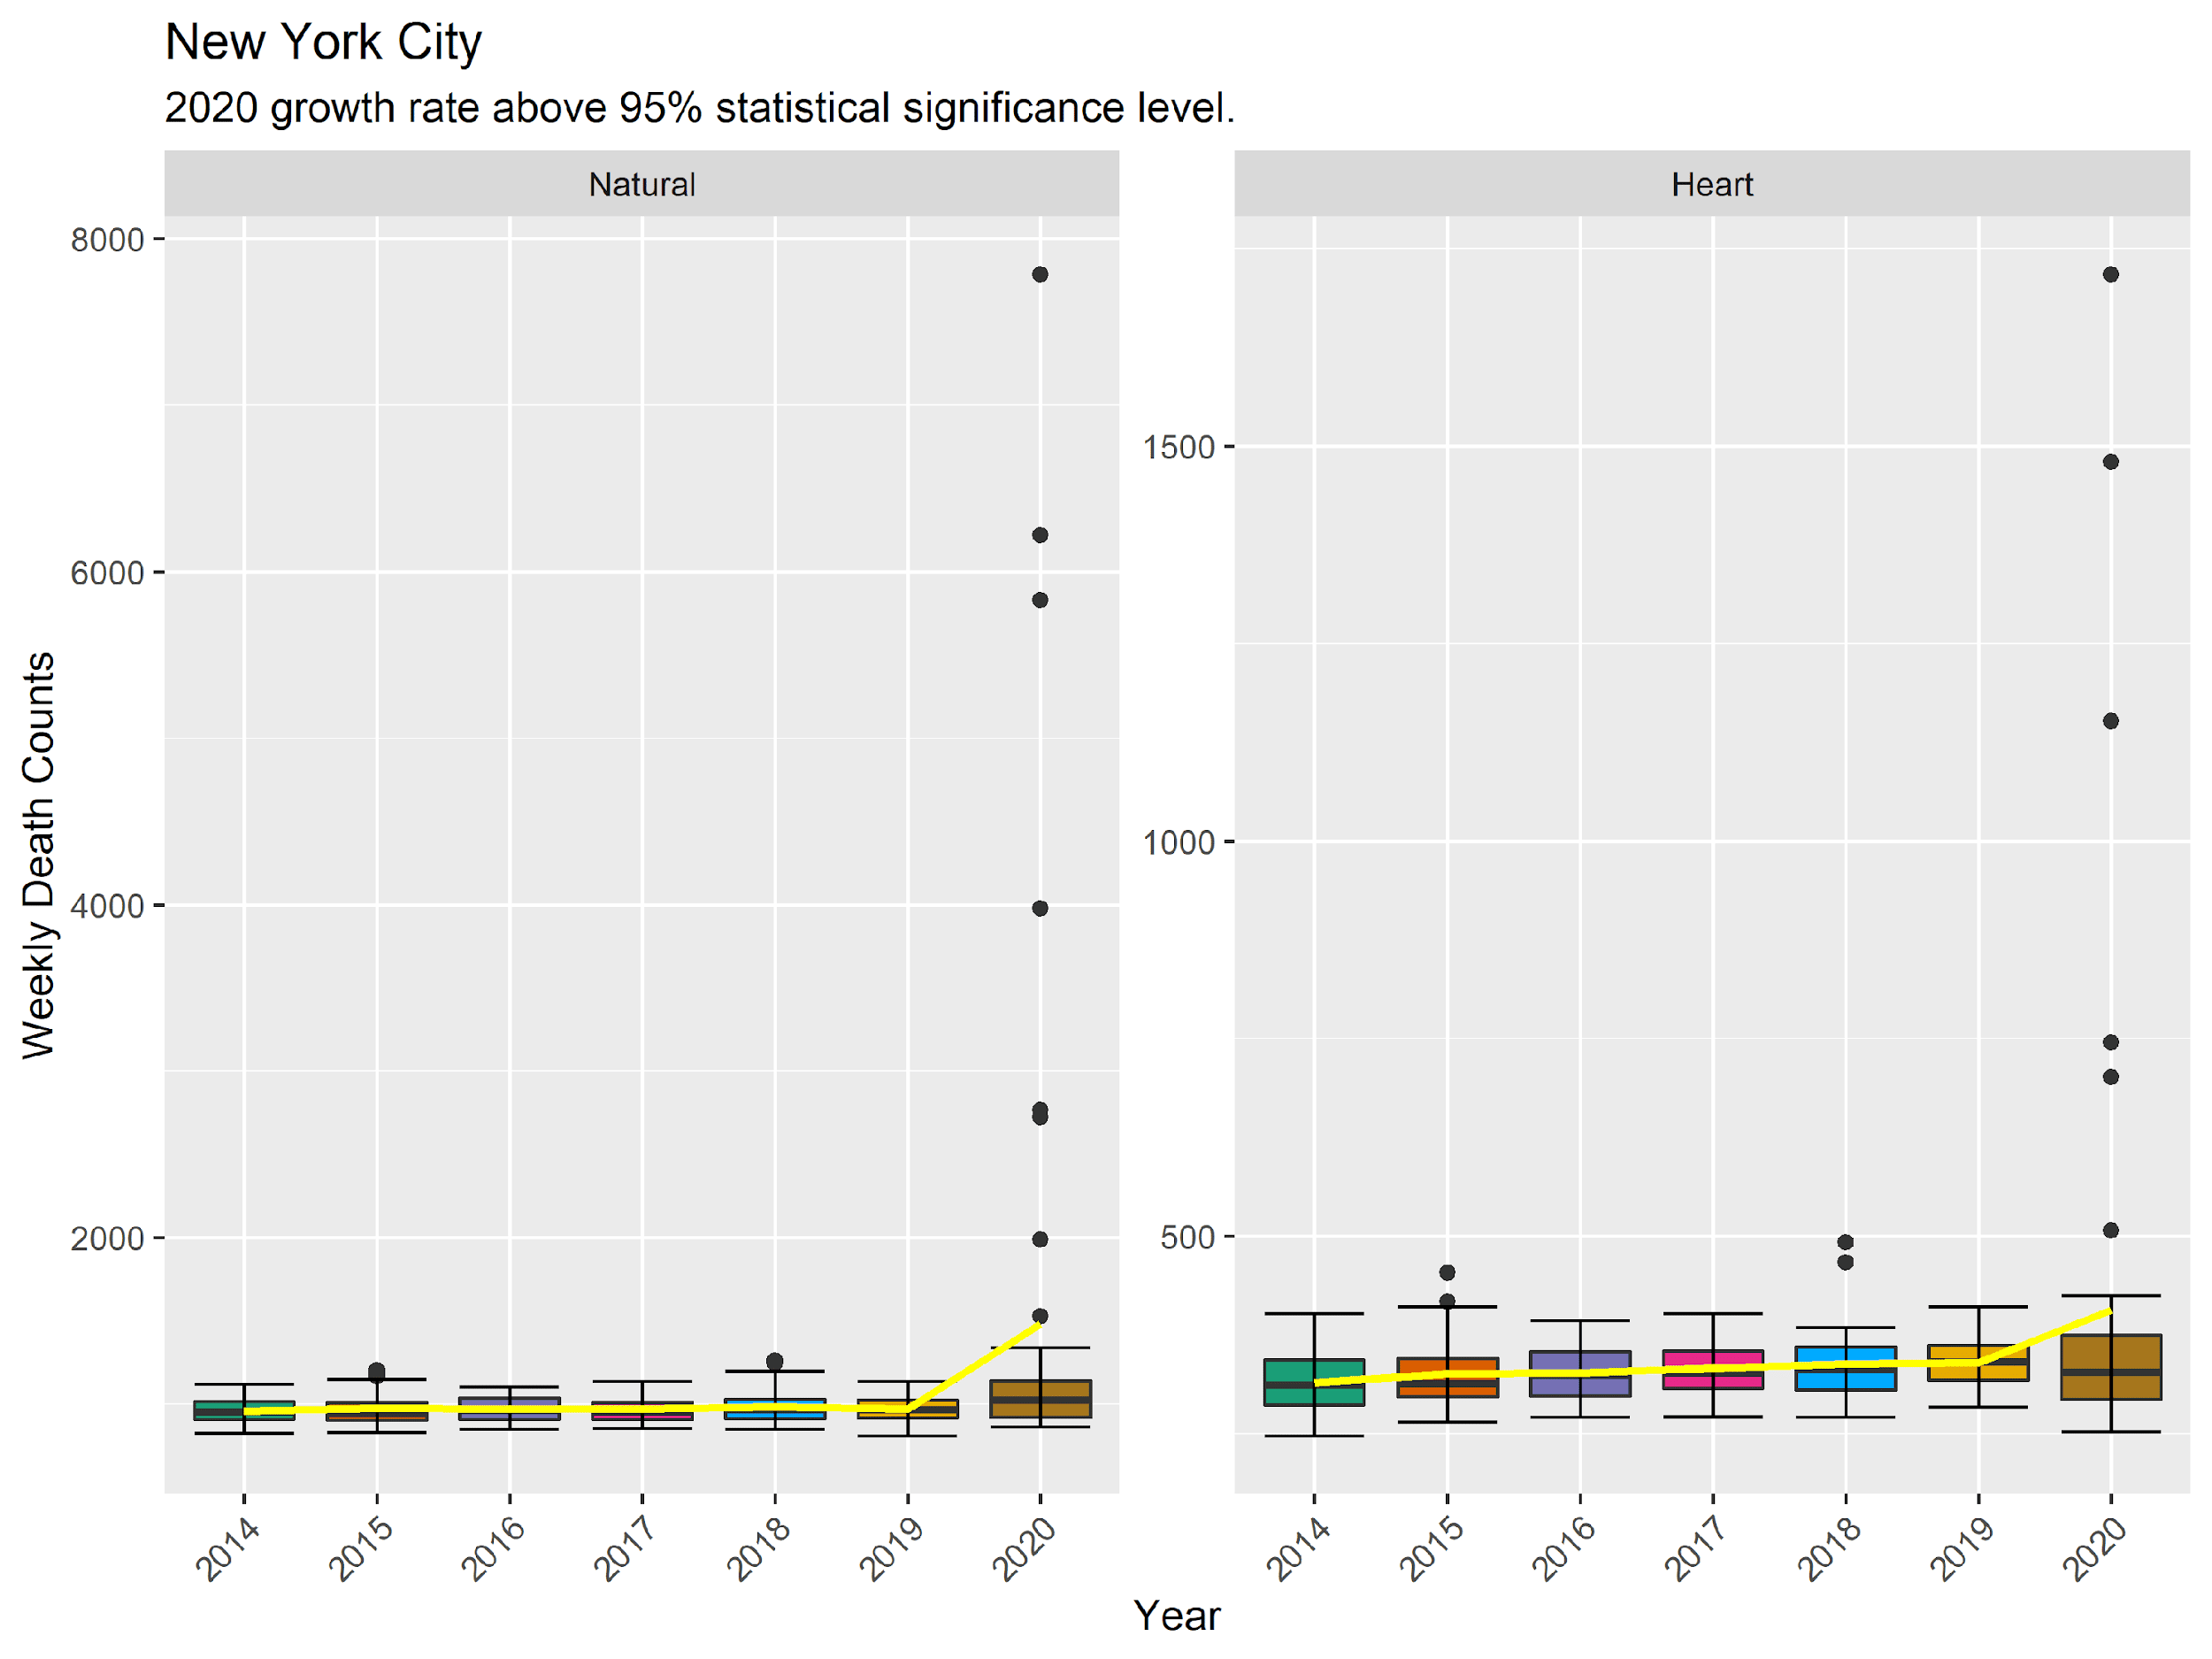 New York City
2020 growth rate above 95% statistical significance level.
Natural
Heart
Weekly Death Counts
8000
6000
4000
2000
1500
1000
500
2014 2015 2016 2017 2018 2019 2020
2014 2015 2016 2017 2018 2019 2020
Year